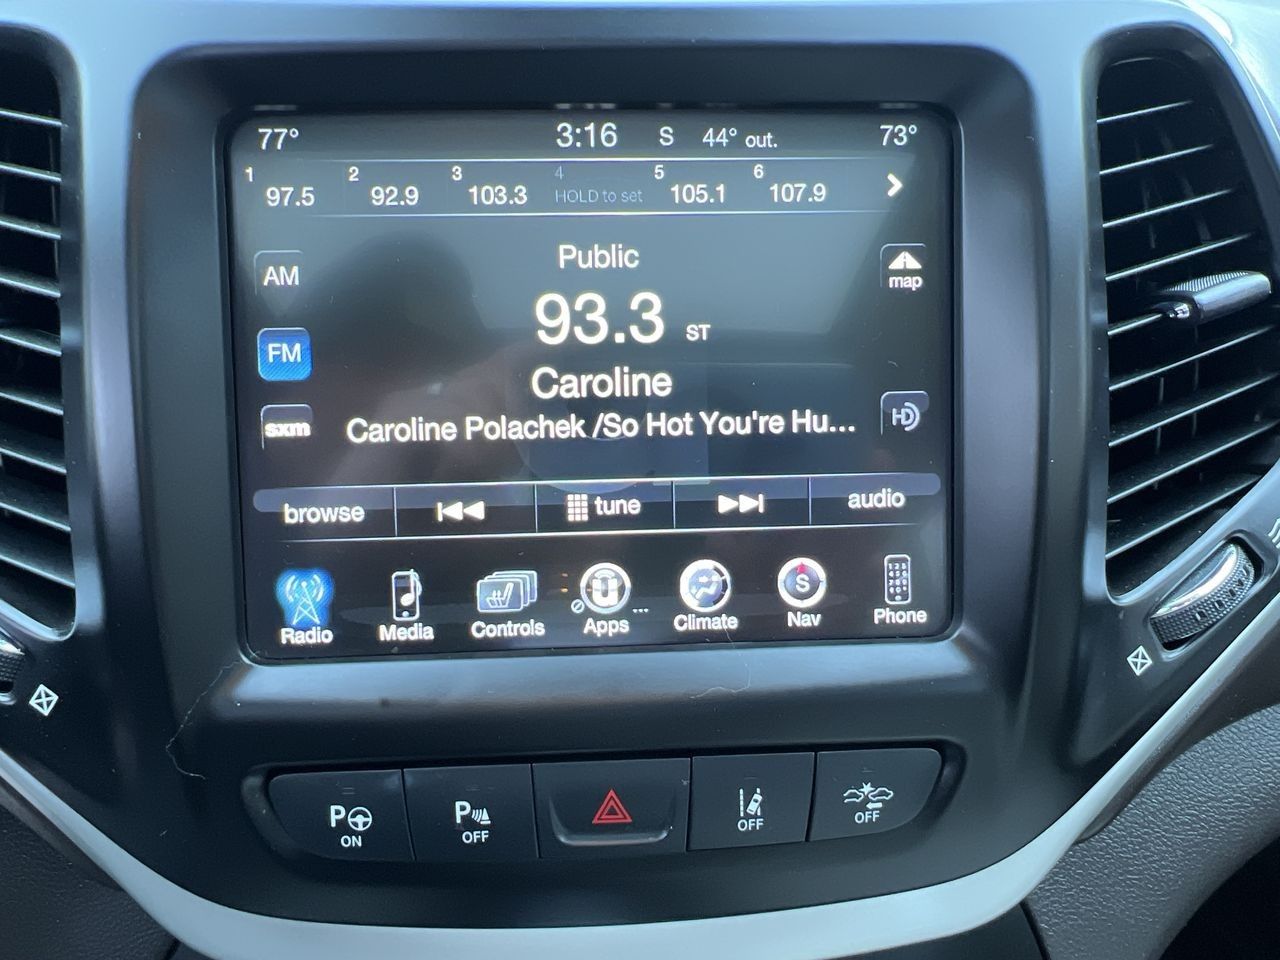 77° 3:16 S 44° out. 73°
1 97.5 2 92.9 3 103.3 4 HOLD to set 5 105.1 6 107.9
Public
AM
map
93.3 ST
FM
Caroline
HD
sxm
Caroline Polachek /So Hot You're Hu...
browse tune audio
S
Radio Media Controls Apps ... Climate Nav Phone
P P
ON OFF OFF OFF